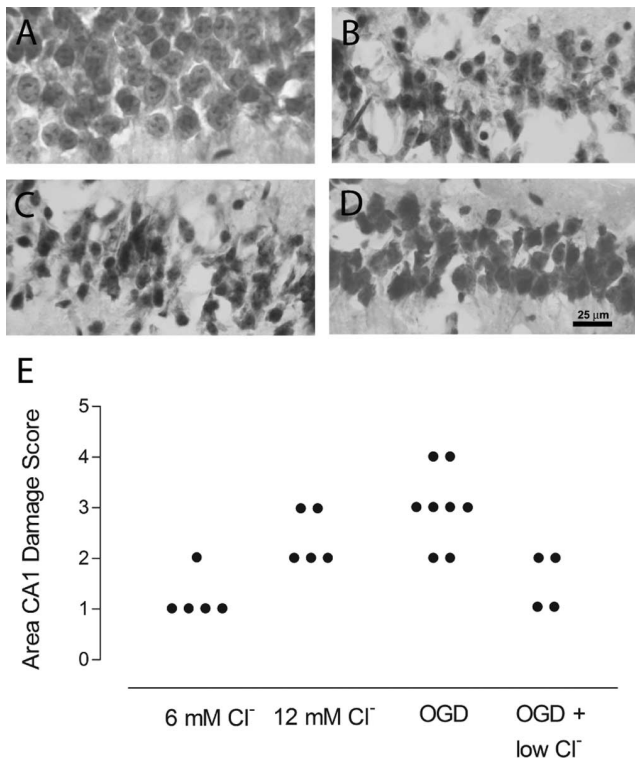 A
B
C
D
25 µm
E
Area CA1 Damage Score
5
4
3
2
1
0
6 mM Cl⁻
12 mM Cl⁻
OGD
OGD +
low Cl⁻